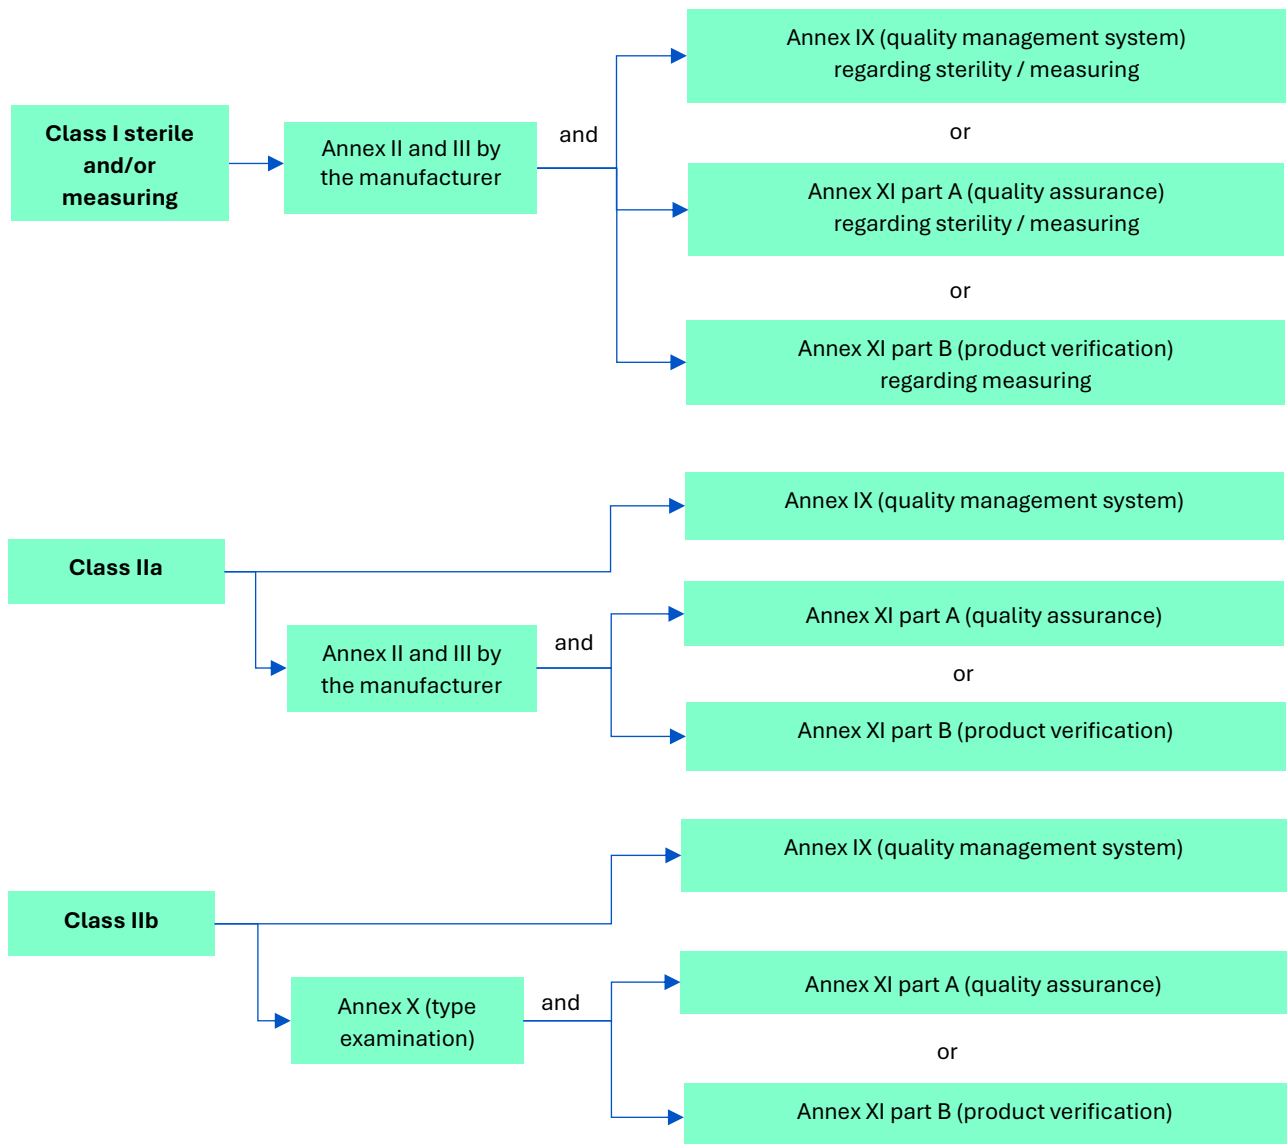 Class I sterile
and/or
measuring
Annex II and III by
the manufacturer
and
Annex IX (quality management system)
regarding sterility / measuring
or
Annex XI part A (quality assurance)
regarding sterility / measuring
or
Annex XI part B (product verification)
regarding measuring
Class IIa
Annex IX (quality management system)
Annex II and III by
the manufacturer
and
Annex XI part A (quality assurance)
or
Annex XI part B (product verification)
Class IIb
Annex IX (quality management system)
Annex X (type
examination)
and
Annex XI part A (quality assurance)
or
Annex XI part B (product verification)